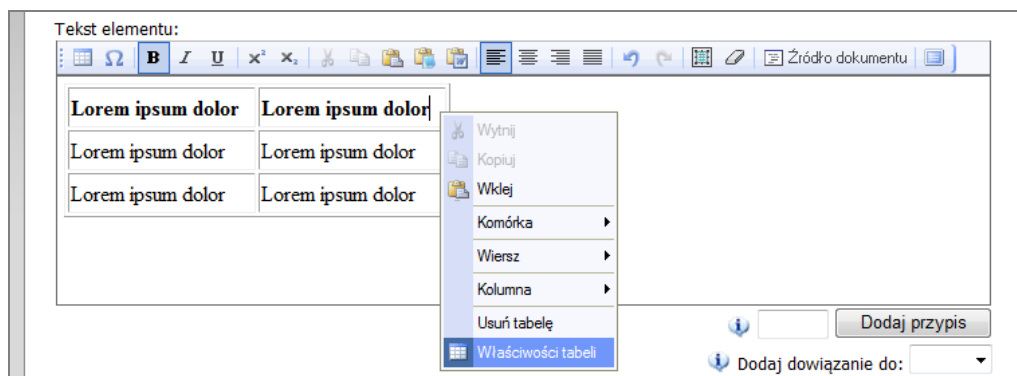 Tekst elementu:
B I U x² x₂ Źródło dokumentu
Lorem ipsum dolor Lorem ipsum dolor
Lorem ipsum dolor Lorem ipsum dolor
Lorem ipsum dolor Lorem ipsum dolor
Wytnij
Kopiuj
Wklej
Komórka
Wiersz
Kolumna
Usuń tabelę
Właściwości tabeli
Dodaj przypis
Dodaj dowiązanie do: